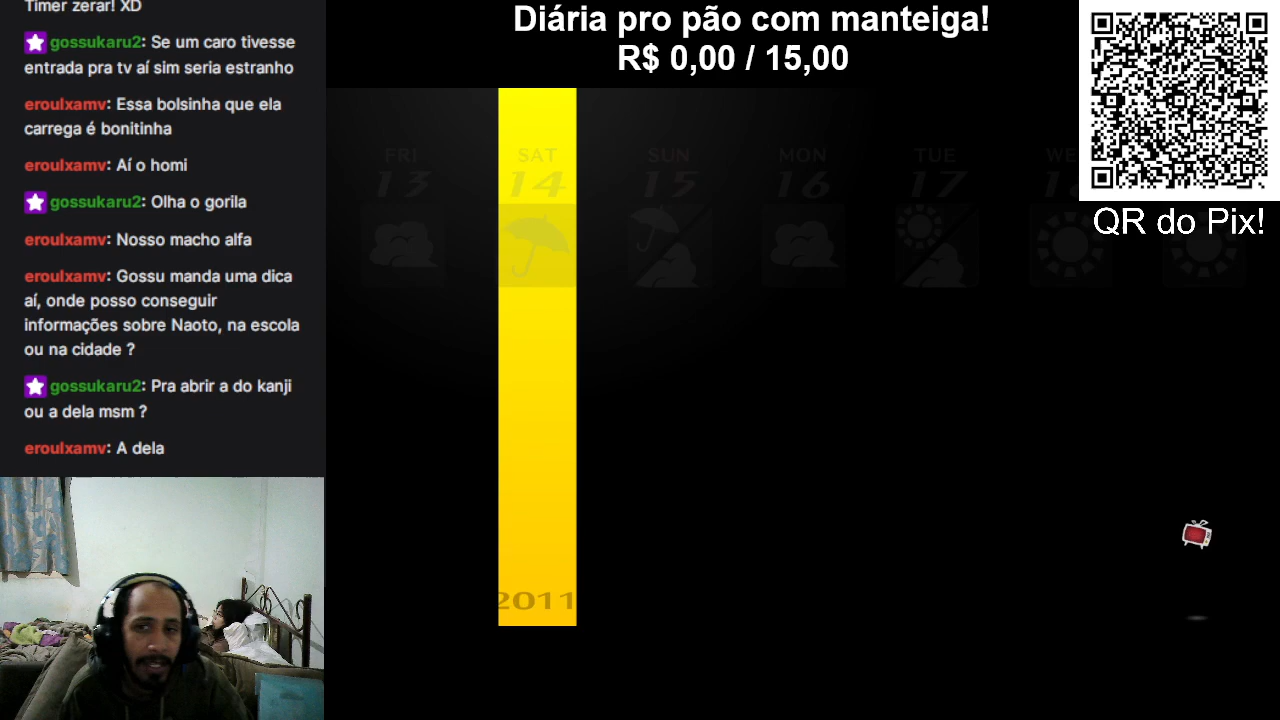 Timer zerar! XD
gossukaru2: Se um caro tivesse
entrada pra tv aí sim seria estranho
eroulxamv: Essa bolsinha que ela
carrega é bonitinha
eroulxamv: Aí o homi
gossukaru2: Olha o gorila
eroulxamv: Nosso macho alfa
eroulxamv: Gossu manda uma dica
aí, onde posso conseguir
informações sobre Naoto, na escola
ou na cidade ?
gossukaru2: Pra abrir a do kanji
ou a dela msm ?
eroulxamv: A dela
Diária pro pão com manteiga!
R$ 0,00 / 15,00
FRI SAT SUN MON TUE
13 14 15 16 17
2011
QR do Pix!